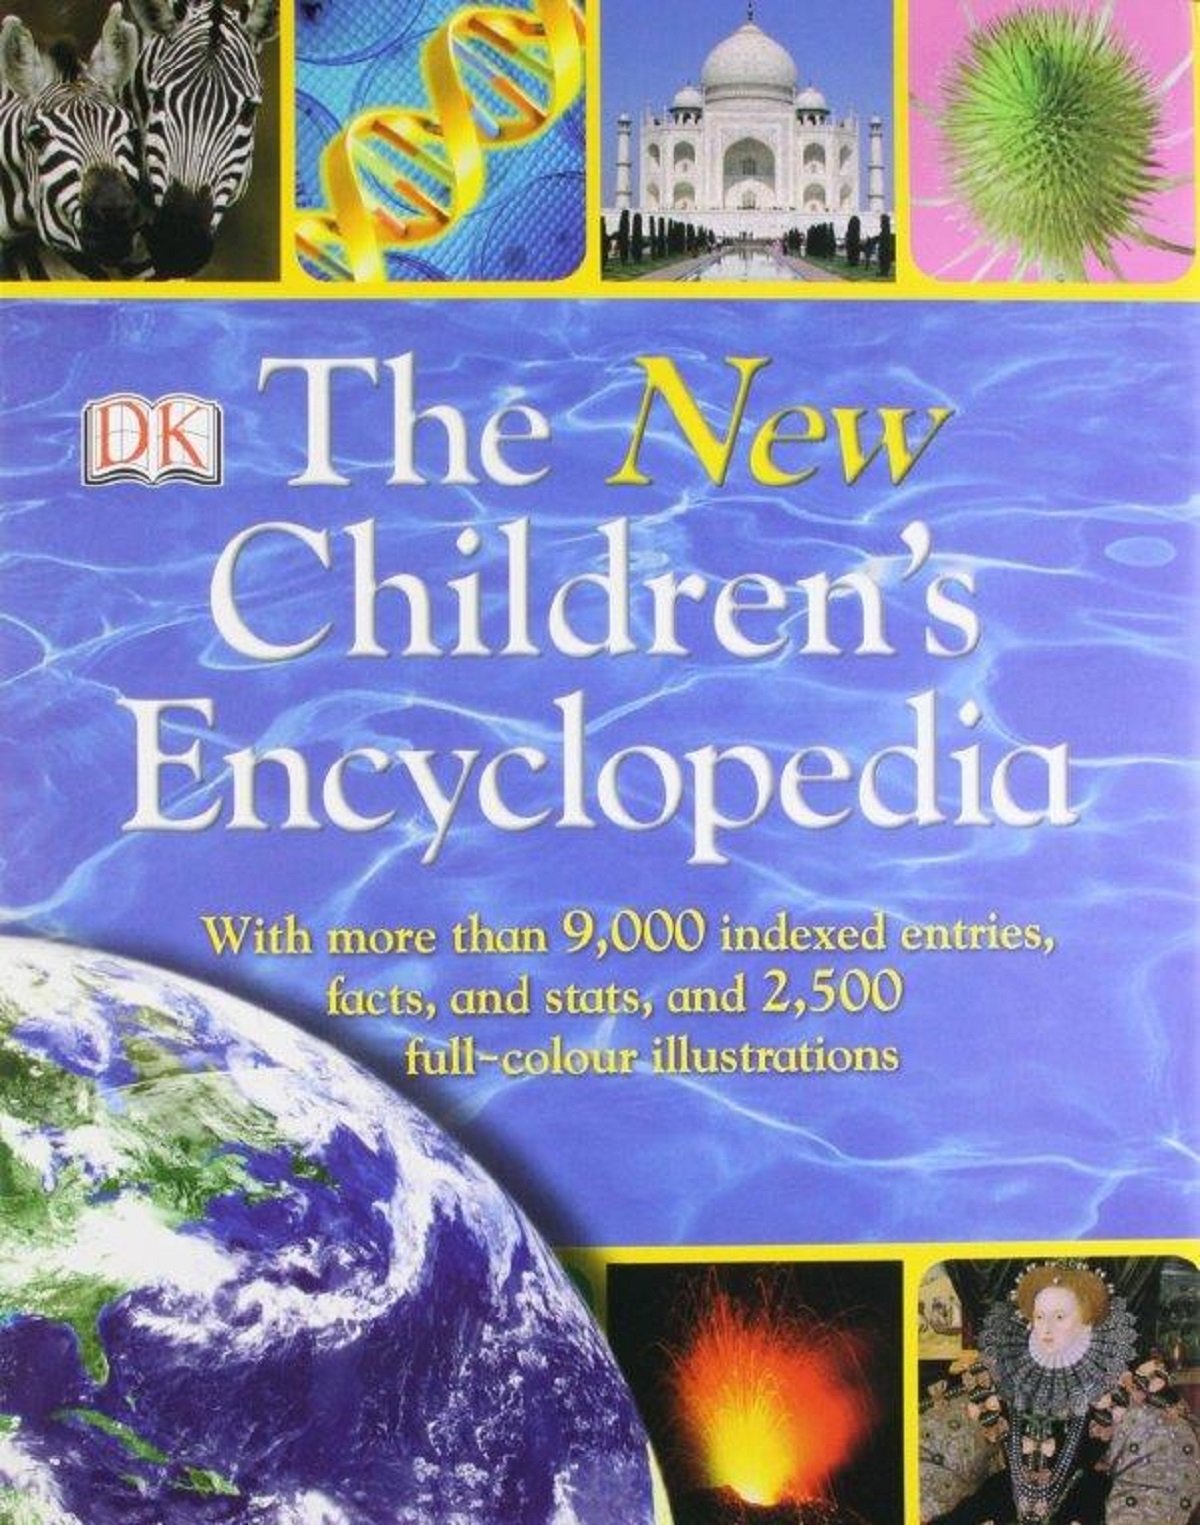 DK
The New
Children's
Encyclopedia
With more than 9,000 indexed entries,
facts, and stats, and 2,500
full-colour illustrations